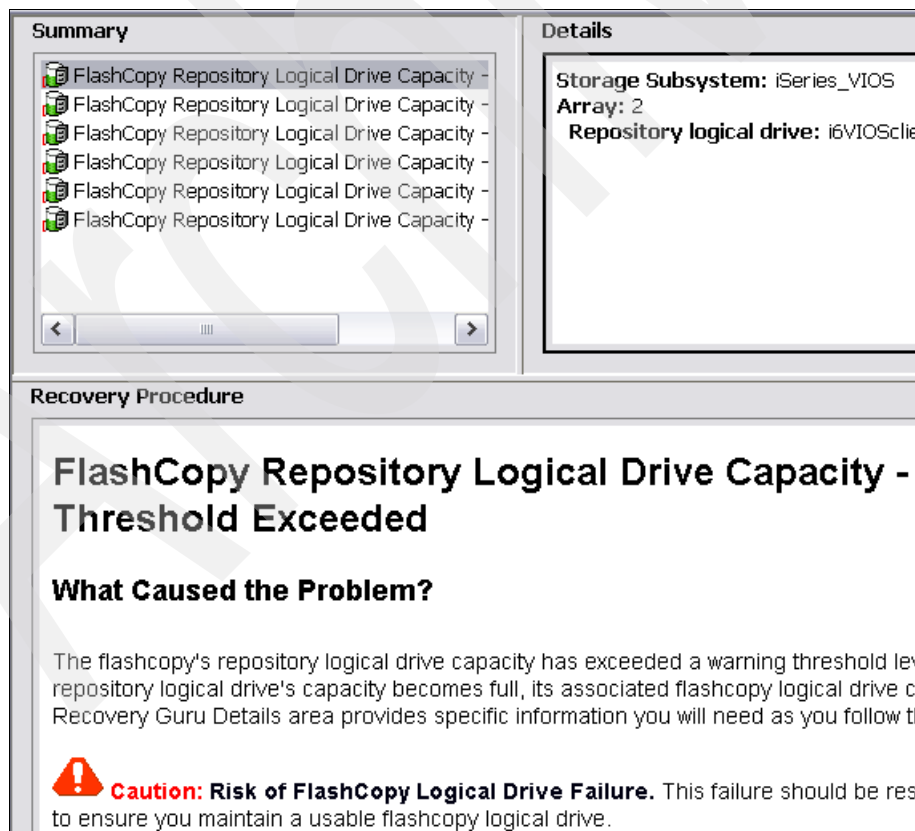 Summary
FlashCopy Repository Logical Drive Capacity -
FlashCopy Repository Logical Drive Capacity -
FlashCopy Repository Logical Drive Capacity -
FlashCopy Repository Logical Drive Capacity -
FlashCopy Repository Logical Drive Capacity -
FlashCopy Repository Logical Drive Capacity -
Details
Storage Subsystem: iSeries_VIOS
Array: 2
Repository logical drive: i6VIOSclie
Recovery Procedure
FlashCopy Repository Logical Drive Capacity -
Threshold Exceeded
What Caused the Problem?
The flashcopy's repository logical drive capacity has exceeded a warning threshold lev
repository logical drive's capacity becomes full, its associated flashcopy logical drive c
Recovery Guru Details area provides specific information you will need as you follow t
Caution: Risk of FlashCopy Logical Drive Failure. This failure should be res
to ensure you maintain a usable flashcopy logical drive.